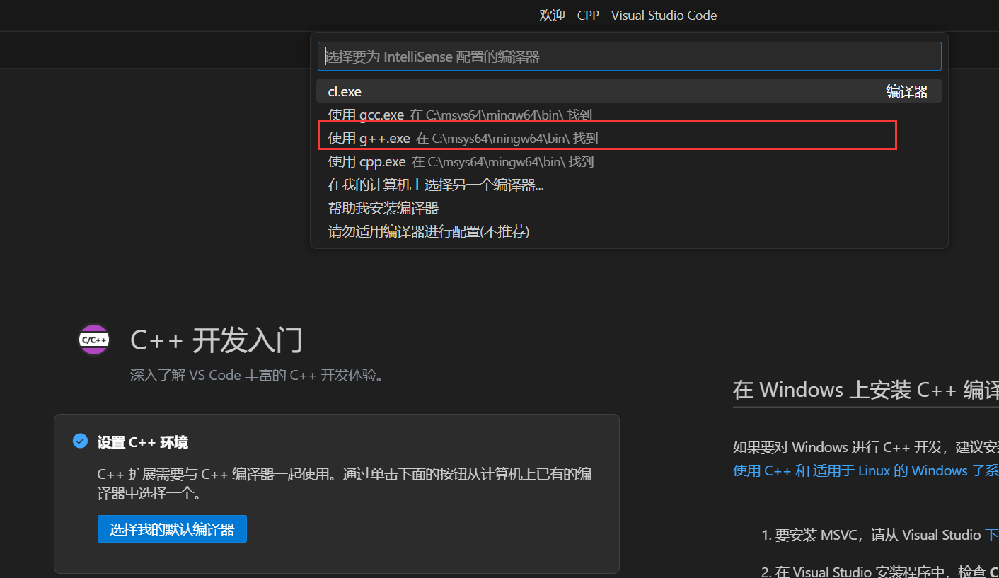 欢迎 - CPP - Visual Studio Code
选择要为 IntelliSense 配置的编译器
cl.exe 编译器
使用 gcc.exe 在 C:\msys64\mingw64\bin\ 找到
使用 g++.exe 在 C:\msys64\mingw64\bin\ 找到
使用 cpp.exe 在 C:\msys64\mingw64\bin\ 找到
在我的计算机上选择另一个编译器...
帮助我安装编译器
请勿适用编译器进行配置(不推荐)
C/C++
C++ 开发入门
深入了解 VS Code 丰富的 C++ 开发体验。
设置 C++ 环境
C++ 扩展需要与 C++ 编译器一起使用。通过单击下面的按钮从计算机上已有的编
译器中选择一个。
选择我的默认编译器
在 Windows 上安装 C++ 编译
如果要对 Windows 进行 C++ 开发，建议安装
使用 C++ 和 适用于 Linux 的 Windows 子系
1. 要安装 MSVC，请从 Visual Studio 下
2. 在 Visual Studio 安装程序中，检查 C